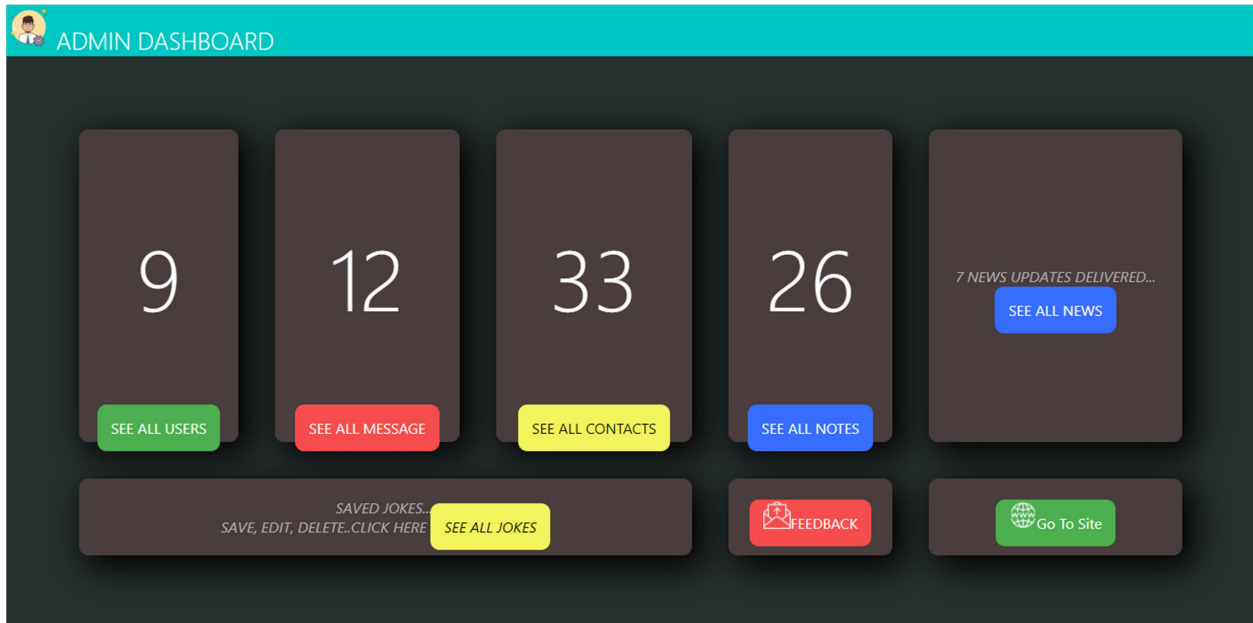 ADMIN DASHBOARD
9
SEE ALL USERS
12
SEE ALL MESSAGE
33
SEE ALL CONTACTS
26
SEE ALL NOTES
7 NEWS UPDATES DELIVERED...
SEE ALL NEWS
SAVED JOKES...
SAVE, EDIT, DELETE..CLICK HERE SEE ALL JOKES
FEEDBACK
WWW Go To Site